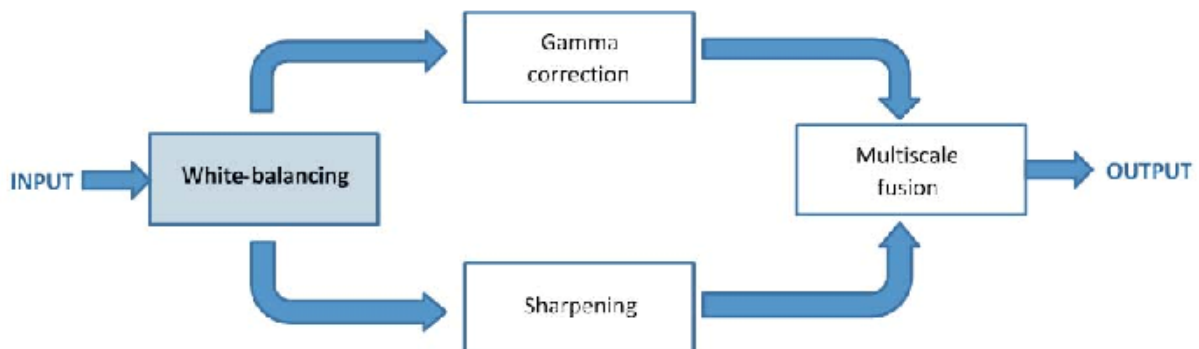 Gamma
correction
INPUT
White-balancing
Multiscale
fusion
OUTPUT
Sharpening